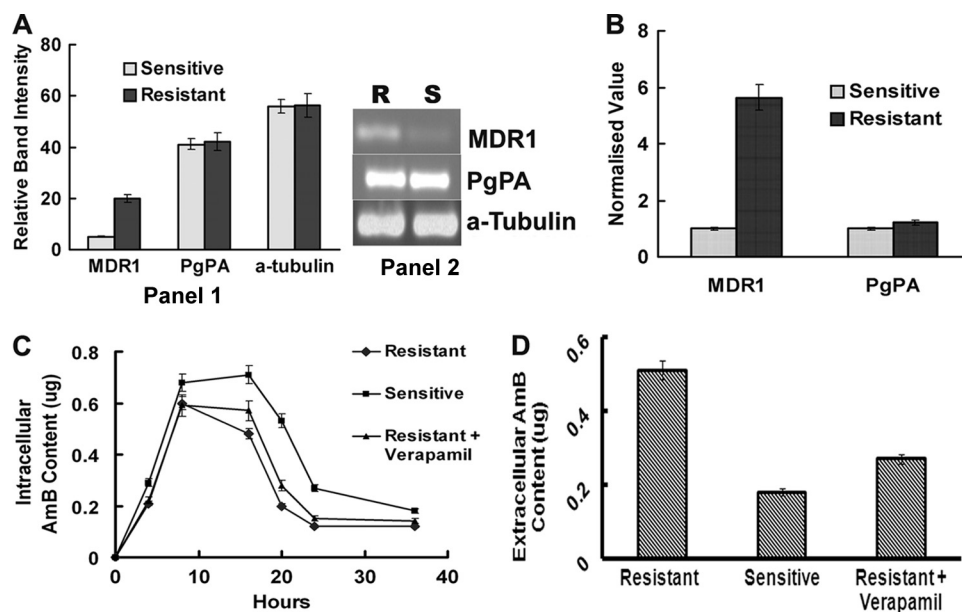 A
Relative Band Intensity
80
60
40
20
0
Sensitive
Resistant
MDR1 PgPA a-tubulin
Panel 1
R S
MDR1
PgPA
a-Tubulin
Panel 2
B
Normalised Value
8
6
4
2
0
Sensitive
Resistant
MDR1 PgPA
C
Intracellular
AmB Content (ug)
0.8
0.6
0.4
0.2
0
0 10 20 30 40
Hours
Resistant
Sensitive
Resistant +
Verapamil
D
Extracellular AmB
Content (ug)
0.6
0.4
0.2
0
Resistant Sensitive Resistant +
Verapamil